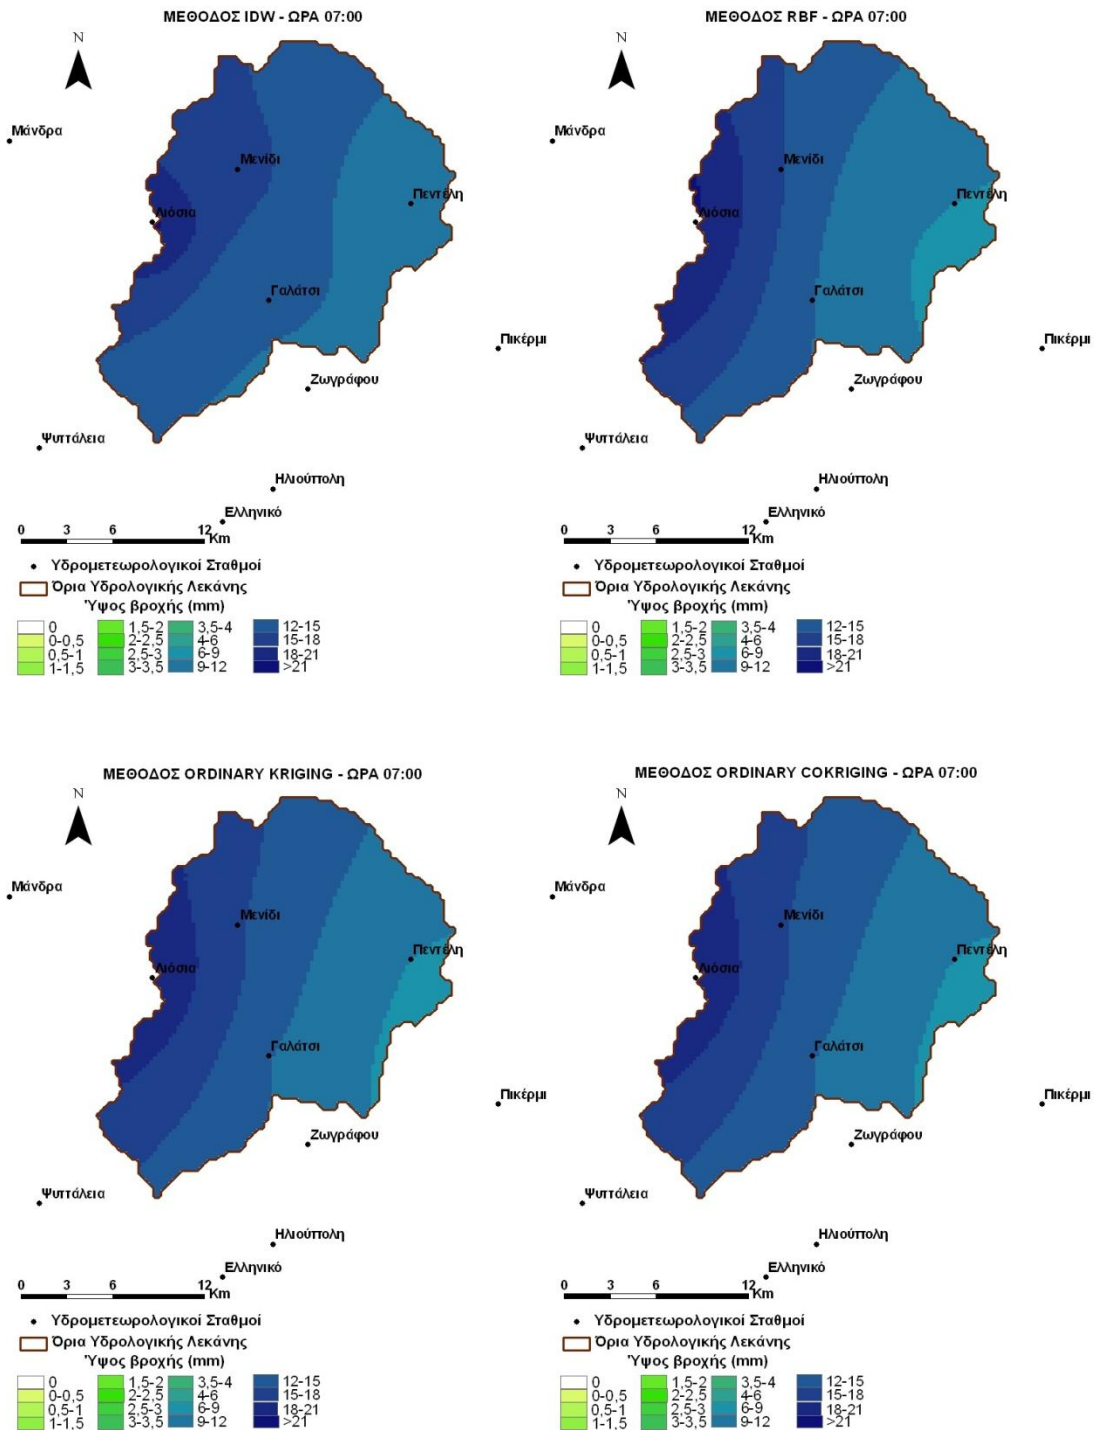 ΜΕΘΟΔΟΣ IDW - ΩΡΑ 07:00
N
Μάνδρα
Μενίδι
Πεντέλη
Λιόσια
Γαλάτσι
Πικέρμι
Ζωγράφου
Ψυττάλεια
Ηλιούπολη
Ελληνικό
0 3 6 12
Km
Υδρομετεωρολογικοί Σταθμοί
Όρια Υδρολογικής Λεκάνης
Ύψος βροχής (mm)
0 1,5-2 3,5-4 12-15
0-0,5 2-2,5 4-6 15-18
0,5-1 2,5-3 6-9 18-21
1-1,5 3-3,5 9-12 >21
ΜΕΘΟΔΟΣ RBF - ΩΡΑ 07:00
N
Μάνδρα
Μενίδι
Πεντέλη
Λιόσια
Γαλάτσι
Πικέρμι
Ζωγράφου
Ψυττάλεια
Ηλιούπολη
Ελληνικό
0 3 6 12
Km
Υδρομετεωρολογικοί Σταθμοί
Όρια Υδρολογικής Λεκάνης
Ύψος βροχής (mm)
0 1,5-2 3,5-4 12-15
0-0,5 2-2,5 4-6 15-18
0,5-1 2,5-3 6-9 18-21
1-1,5 3-3,5 9-12 >21
ΜΕΘΟΔΟΣ ORDINARY KRIGING - ΩΡΑ 07:00
N
Μάνδρα
Μενίδι
Πεντέλη
Λιόσια
Γαλάτσι
Πικέρμι
Ζωγράφου
Ψυττάλεια
Ηλιούπολη
Ελληνικό
0 3 6 12
Km
Υδρομετεωρολογικοί Σταθμοί
Όρια Υδρολογικής Λεκάνης
Ύψος βροχής (mm)
0 1,5-2 3,5-4 12-15
0-0,5 2-2,5 4-6 15-18
0,5-1 2,5-3 6-9 18-21
1-1,5 3-3,5 9-12 >21
ΜΕΘΟΔΟΣ ORDINARY COKRIGING - ΩΡΑ 07:00
N
Μάνδρα
Μενίδι
Πεντέλη
Λιόσια
Γαλάτσι
Πικέρμι
Ζωγράφου
Ψυττάλεια
Ηλιούπολη
Ελληνικό
0 3 6 12
Km
Υδρομετεωρολογικοί Σταθμοί
Όρια Υδρολογικής Λεκάνης
Ύψος βροχής (mm)
0 1,5-2 3,5-4 12-15
0-0,5 2-2,5 4-6 15-18
0,5-1 2,5-3 6-9 18-21
1-1,5 3-3,5 9-12 >21